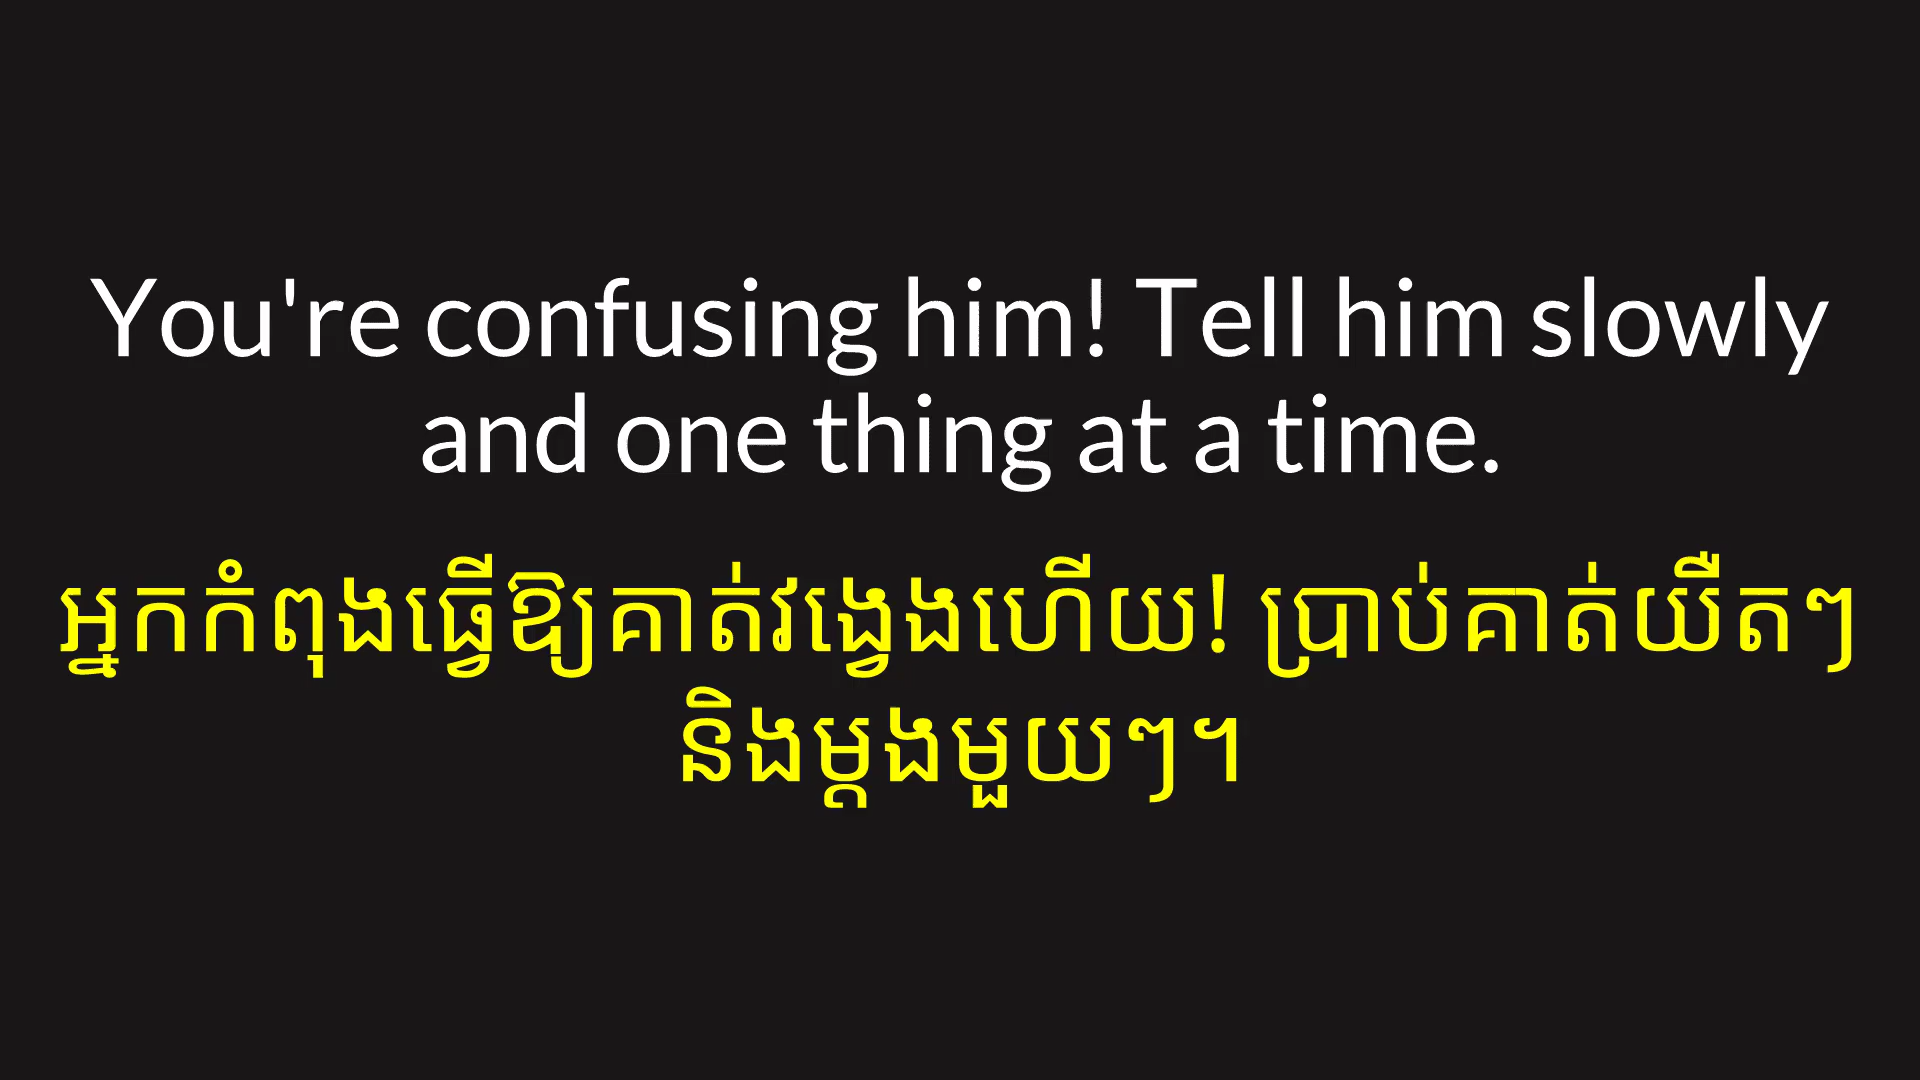 You're confusing him! Tell him slowly
and one thing at a time.
អ្នកកំពុងធ្វើឱ្យគាត់វង្វេងហើយ! ប្រាប់គាត់យឺតៗ
និងម្ដងមួយៗ។